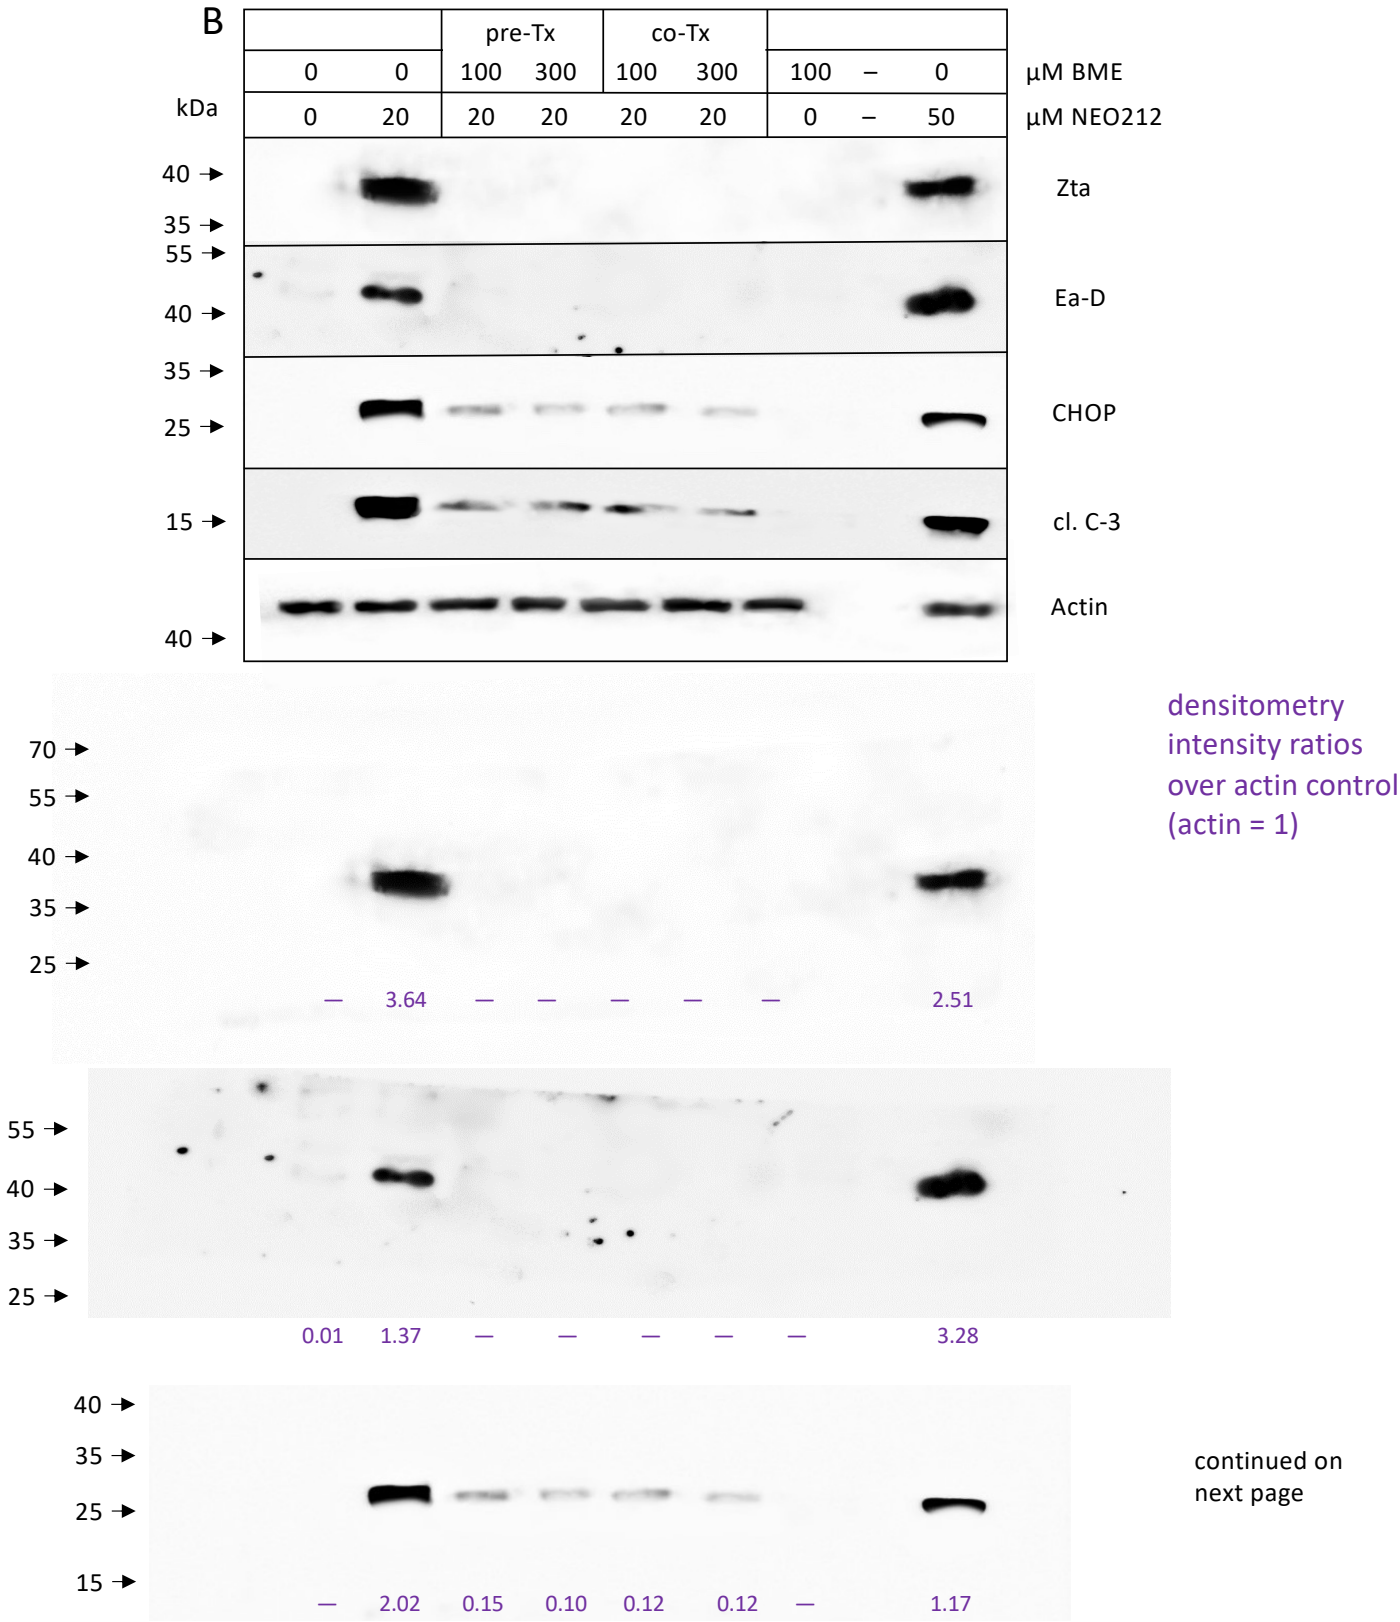 B
pre-Tx co-Tx
0 0 100 300 100 300 100 – 0 µM BME
kDa 0 20 20 20 20 20 0 – 50 µM NEO212
40 Zta
35
55
40 Ea-D
35
25 CHOP
15 cl. C-3
Actin
40
densitometry
intensity ratios
over actin control
(actin = 1)
70
55
40
35
25
— 3.64 — — — — — 2.51
55
40
35
25
0.01 1.37 — — — — — 3.28
40
35
25
15
continued on
next page
— 2.02 0.15 0.10 0.12 0.12 — 1.17